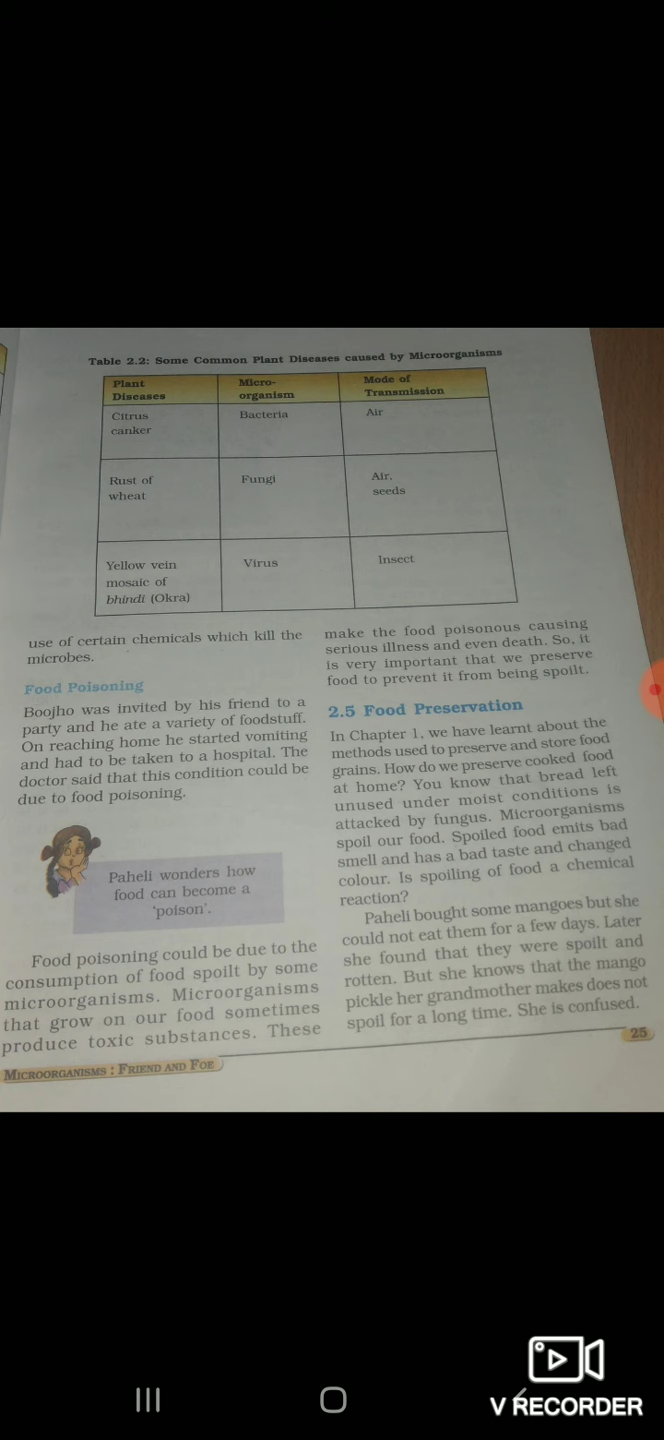 Table 2.2: Some Common Plant Diseases caused by Microorganisms
Plant
Diseases
Micro-
organism
Mode of
Transmission
Citrus
canker
Bacteria
Air
Rust of
wheat
Fungi
Air,
seeds
Yellow vein
mosaic of
bhindi (Okra)
Virus
Insect
use of certain chemicals which kill the
microbes.
Food Poisoning
Boojho was invited by his friend to a
party and he ate a variety of foodstuff.
On reaching home he started vomiting
and had to be taken to a hospital. The
doctor said that this condition could be
due to food poisoning.
Paheli wonders how
food can become a
'poison'.
Food poisoning could be due to the
consumption of food spoilt by some
microorganisms. Microorganisms
that grow on our food sometimes
produce toxic substances. These
make the food poisonous causing
serious illness and even death. So, it
is very important that we preserve
food to prevent it from being spoilt.
2.5 Food Preservation
In Chapter 1, we have learnt about the
methods used to preserve and store food
grains. How do we preserve cooked food
at home? You know that bread left
unused under moist conditions is
attacked by fungus. Microorganisms
spoil our food. Spoiled food emits bad
smell and has a bad taste and changed
colour. Is spoiling of food a chemical
reaction?
Paheli bought some mangoes but she
could not eat them for a few days. Later
she found that they were spoilt and
rotten. But she knows that the mango
pickle her grandmother makes does not
spoil for a long time. She is confused.
MICROORGANISMS : FRIEND AND FOE
25
V RECORDER